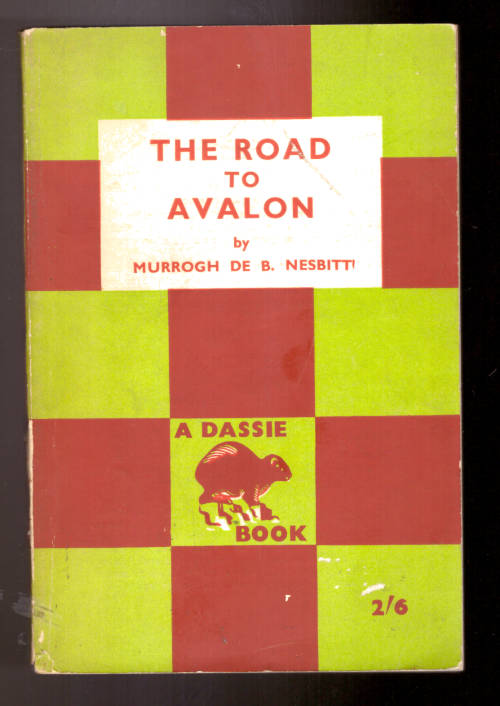 THE ROAD
TO
AVALON
by
MURROGH DE B. NESBITT
A DASSIE
BOOK
2/6